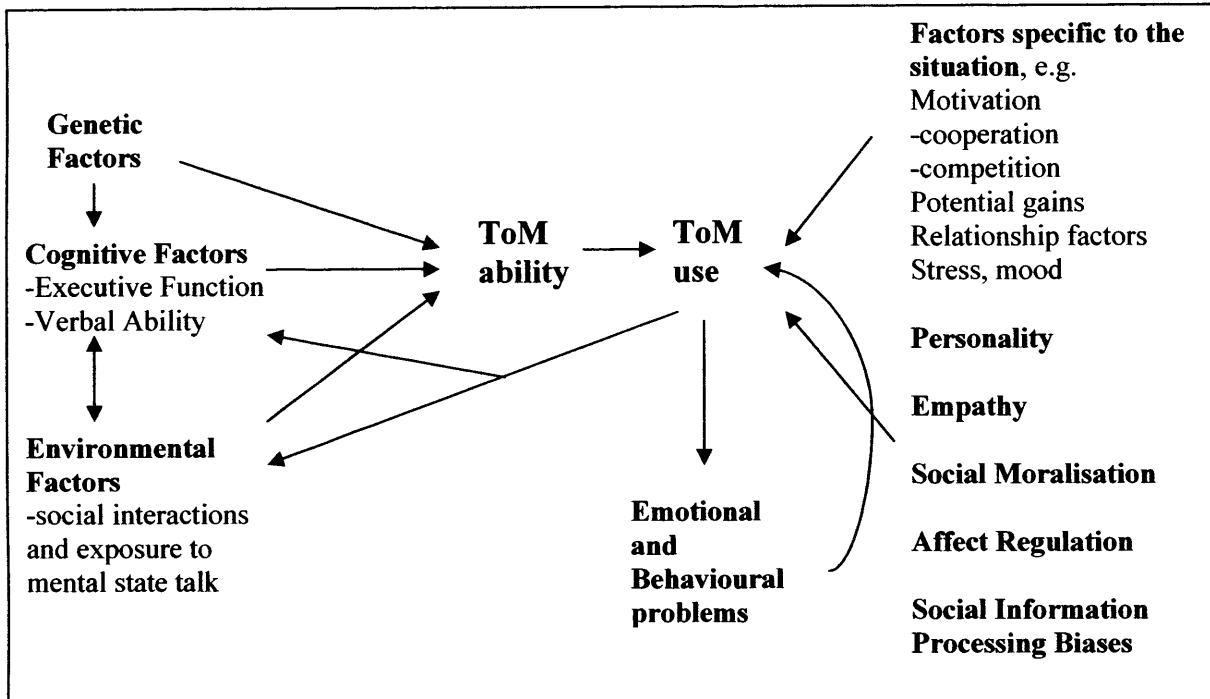 Genetic
Factors
Cognitive Factors
-Executive Function
-Verbal Ability
Environmental
Factors
-social interactions
and exposure to
mental state talk
ToM
ability
ToM
use
Emotional
and
Behavioural
problems
Factors specific to the
situation, e.g.
Motivation
-cooperation
-competition
Potential gains
Relationship factors
Stress, mood
Personality
Empathy
Social Moralisation
Affect Regulation
Social Information
Processing Biases